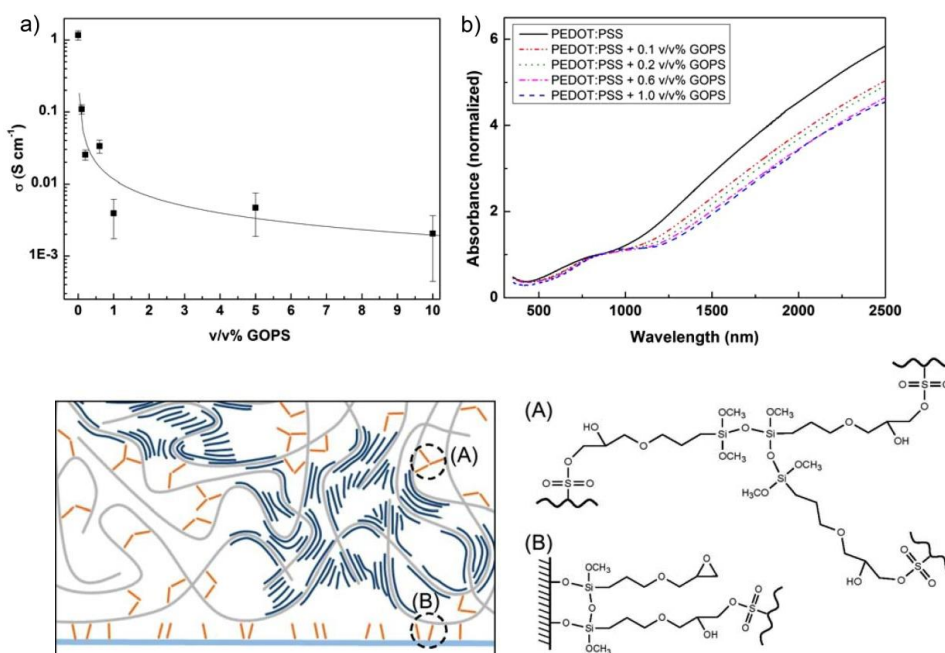 a)
1
0.1
0.01
1E-3
σ (S cm⁻¹)
0 1 2 3 4 5 6 7 8 9 10
v/v% GOPS
b)
PEDOT:PSS
PEDOT:PSS + 0.1 v/v% GOPS
PEDOT:PSS + 0.2 v/v% GOPS
PEDOT:PSS + 0.6 v/v% GOPS
PEDOT:PSS + 1.0 v/v% GOPS
6
4
2
0
Absorbance (normalized)
500 1000 1500 2000 2500
Wavelength (nm)
(A)
(B)
(A)
O=S=O
O
OCH₃ OCH₃
OH
O Si O Si O
OH
OCH₃ O
O
OCH₃
O=S=O
Si
H₃CO
O
O
OH
O S
O
(B)
OCH₃
O
O Si O
O
O
O Si O O S
O
OH
OCH₃